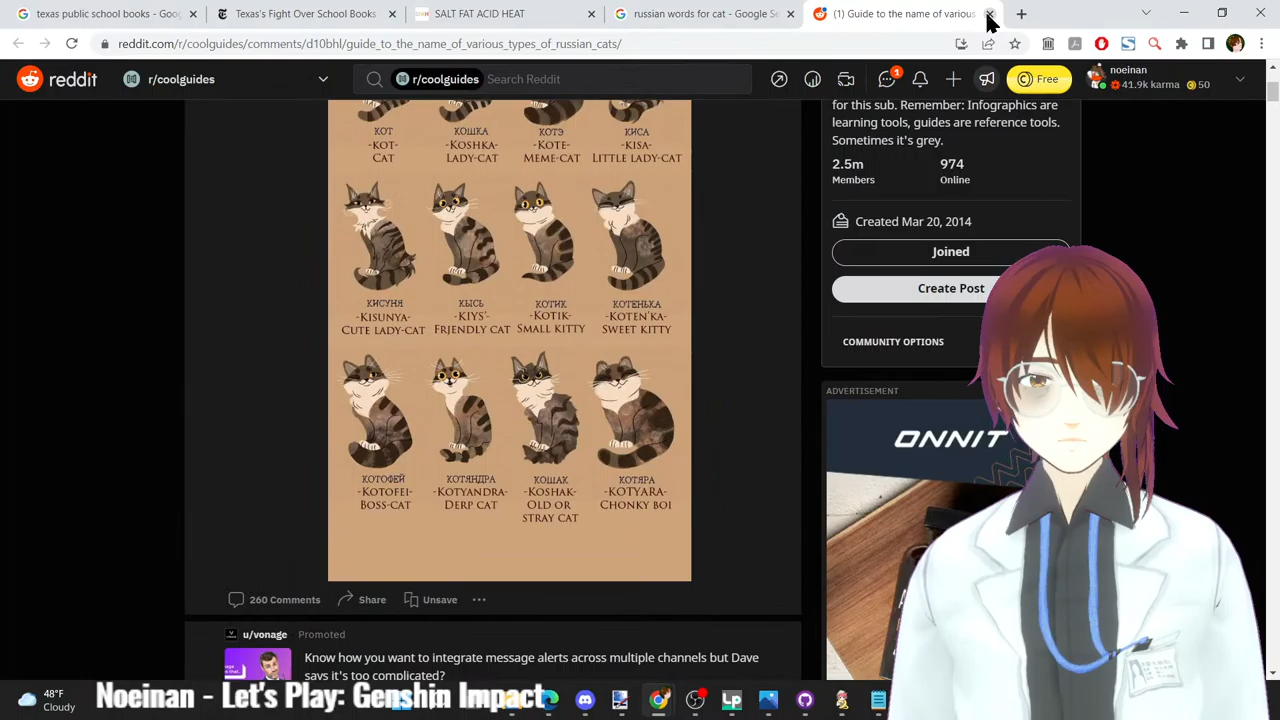 texas public school books - Goog
Texas's Fight Over School Books
SALT FAT ACID HEAT
russian words for cat - Google Se
(1) Guide to the name of various
reddit.com/r/coolguides/comments/d10bhl/guide_to_the_name_of_various_types_of_russian_cats/
reddit
r/coolguides
r/coolguides Search Reddit
1
Free
noeinan
41.9k karma 50
for this sub. Remember: Infographics are
learning tools, guides are reference tools.
Sometimes it's grey.
2.5m 974
Members Online
Created Mar 20, 2014
Joined
Create Post
COMMUNITY OPTIONS
ADVERTISEMENT
ONNIT
КОТ КОШКА КОТЭ КИСА
-KOT- -KOSHKA- -KOTE- -KISA-
CAT LADY-CAT MEME-CAT LITTLE LADY-CAT
КИСУНЯ КЫСЬ КОТИК КОТЕНЬКА
-KISUNYA- -KIYS'- -KOTIK- -KOTEN'KA-
CUTE LADY-CAT FRJENDLY CAT SMALL KITTY SWEET KITTY
КОТОФЕЙ КОТЯНДРА КОШАК КОТЯРА
-KOTOFEI- -KOTYANDRA- -KOSHAK- -KOTYARA-
BOSS-CAT DERP CAT OLD OR CHONKY BOI
STRAY CAT
260 Comments Share Unsave
u/vonage Promoted
Know how you want to integrate message alerts across multiple channels but Dave
says it's too complicated?
48°F
Cloudy
Noeinan - Let's Play: Genshin Impact